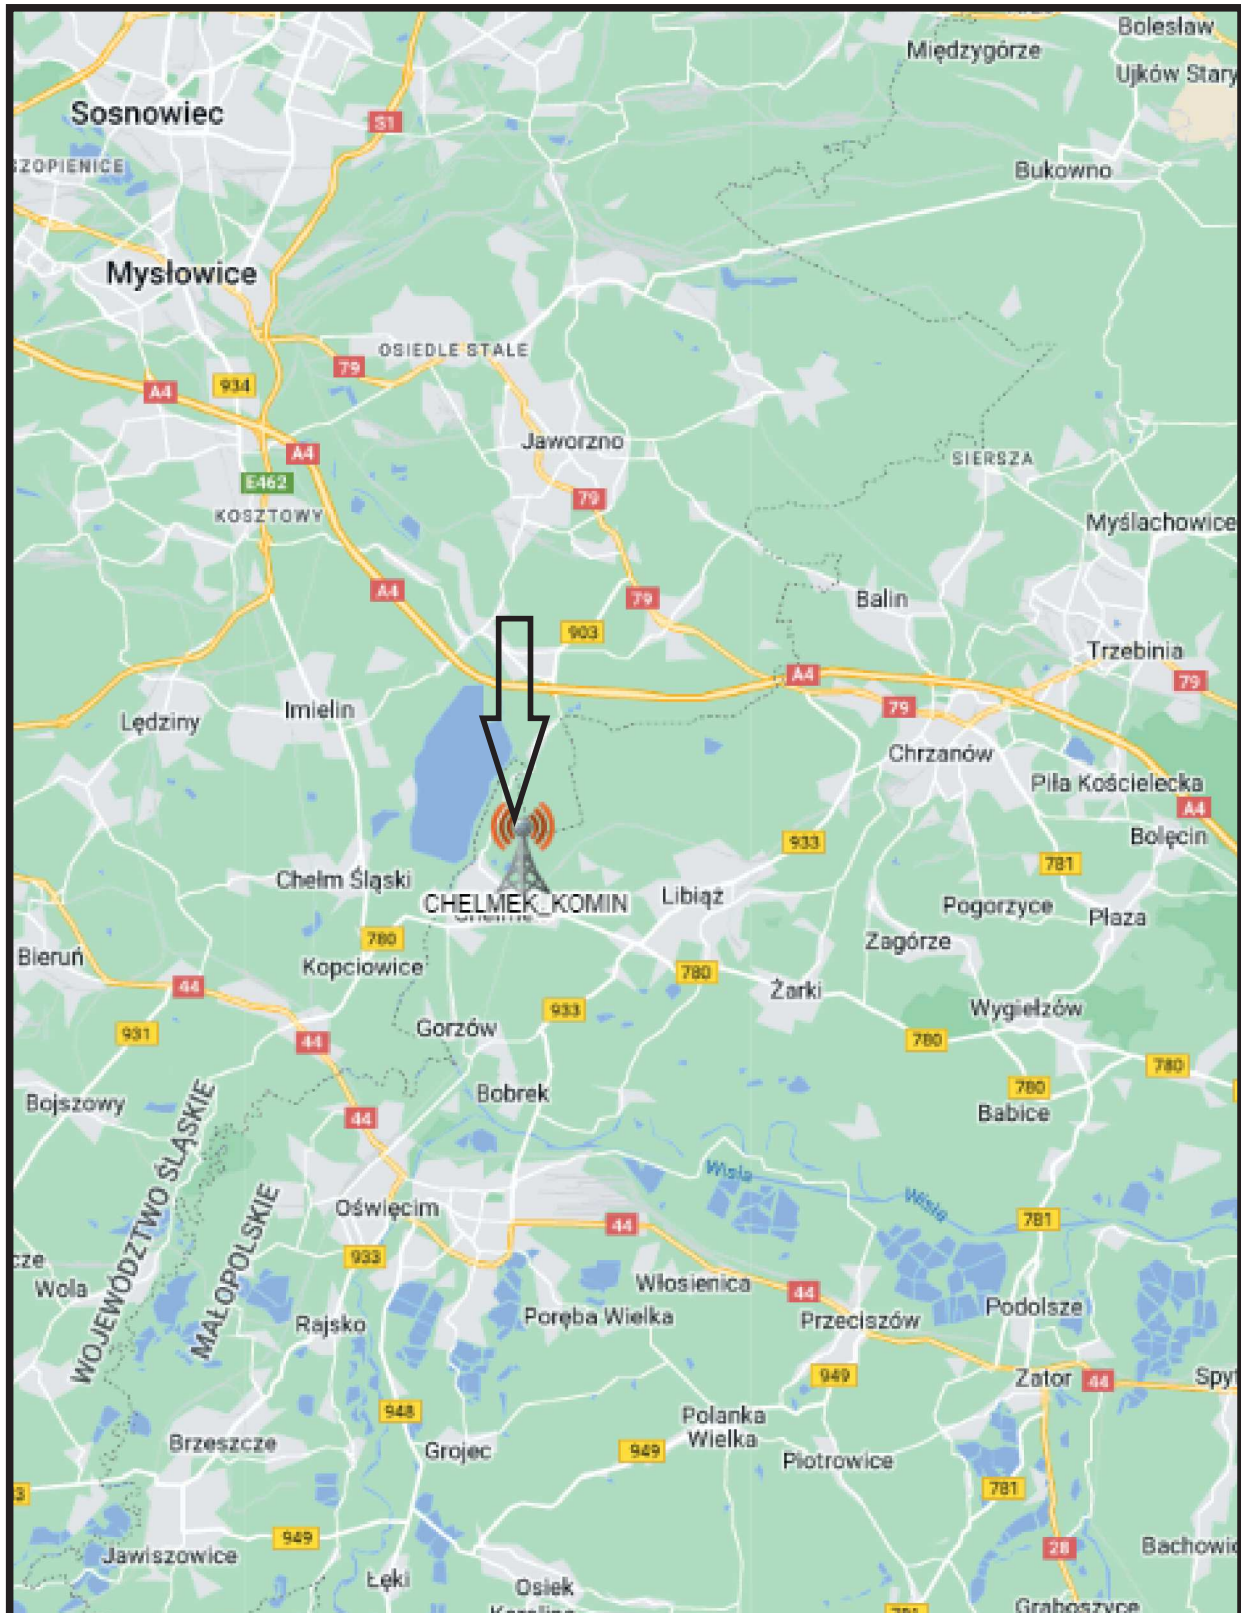 Bolesław
Międzygórze
Ujków Stary
Sosnowiec
S1
SZOPIENICE
Bukowno
Mysłowice
OSIEDLE STAŁE
79
934
A4
Jaworzno
A4
SIERSZA
E462
79
KOSZTOWY
Myślachowice
A4
79
Balin
903
Trzebinia
A4
79
79
Imielin
Lędziny
Chrzanów
Piła Kościelecka
A4
933
Bolęcin
781
Chełm Śląski
Libiąż
CHELMEK_KOMIN
Pogorzyce
Płaza
780
Zagórze
Bieruń
Kopciowice
780
44
Żarki
933
Wygiełzów
Gorzów
931
44
780
780
Bobrek
780
Bojszowy
Babice
44
WOJEWÓDZTWO ŚLĄSKIE
MAŁOPOLSKIE
Wisła
Wisła
Oświęcim
44
781
933
Wola
Włosienica
44
Podolsze
Rajsko
Poręba Wielka
Przeciszów
949
Zator
44
948
Polanka
Wielka
Brzeszcze
Grojec
949
Piotrowice
781
949
28
Jawiszowice
Łęki
Osiek
Graboszyce